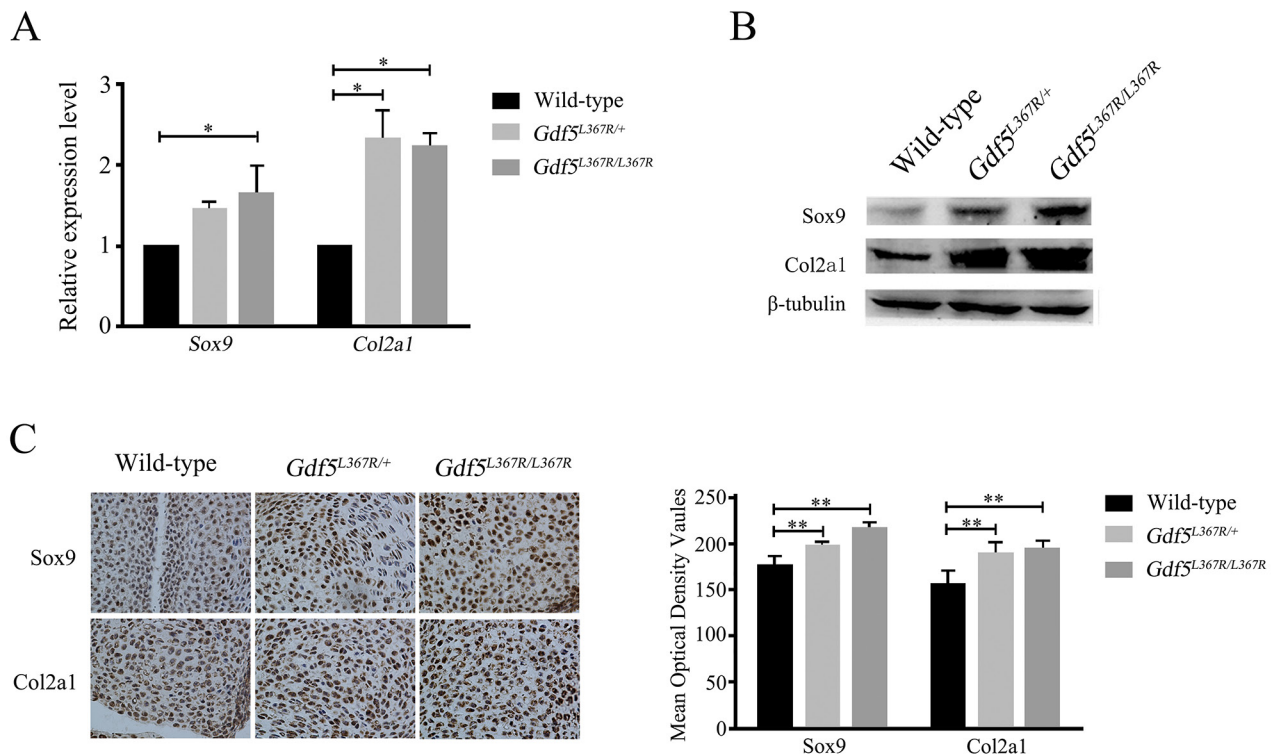 A
3
2
1
0
Relative expression level
*
*
*
Sox9
Col2a1
Wild-type
Gdf5L367R/+
Gdf5L367R/L367R
B
Wild-type
Gdf5L367R/+
Gdf5L367R/L367R
Sox9
Col2a1
β-tubulin
C
Wild-type
Gdf5L367R/+
Gdf5L367R/L367R
Sox9
Col2a1
250
200
150
100
50
0
Mean Optical Density Vaules
**
**
**
**
Sox9
Col2a1
Wild-type
Gdf5L367R/+
Gdf5L367R/L367R